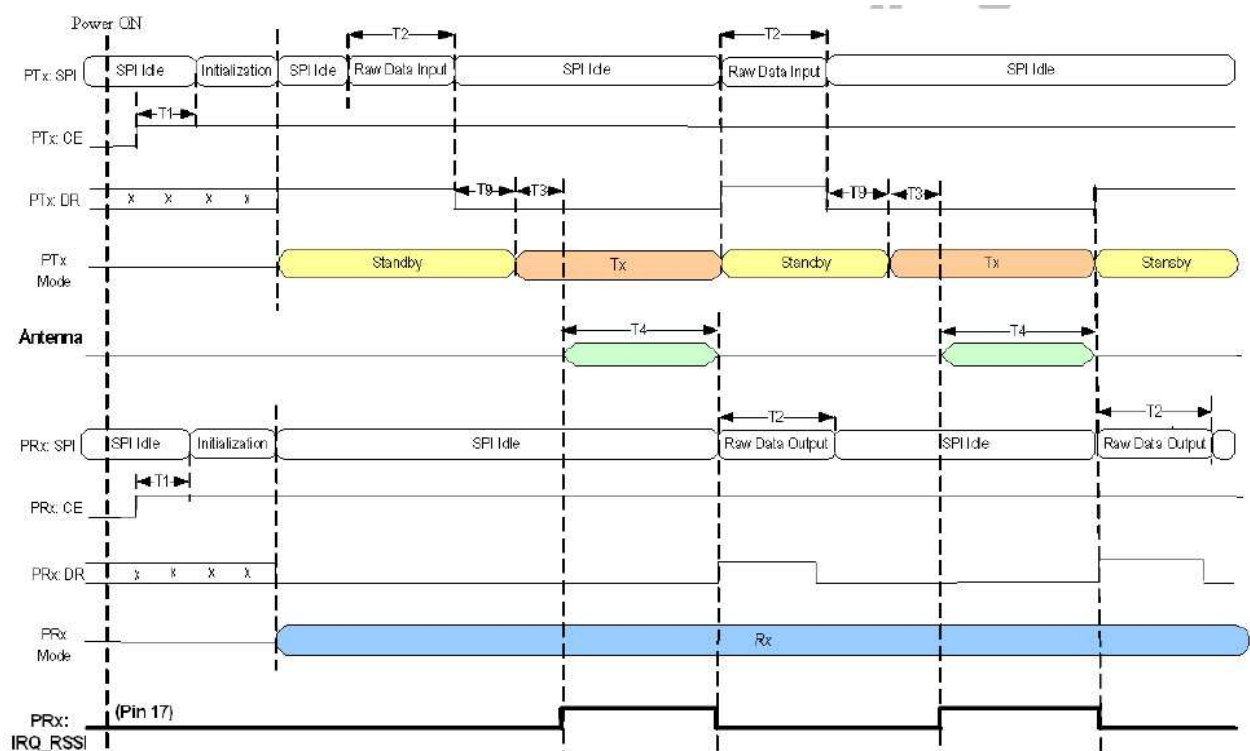 Power ON
T2
T2
PTx: SPI
SPI Idle
Initialization
SPI Idle
Raw Data Input
SPI Idle
Raw Data Input
SPI Idle
T1
PTx: CE
PTx: DR
X X X X
T9
T3
T9
T3
PTx
Mode
Standby
Tx
Standby
Tx
Stansby
Antenna
T4
T4
T2
T2
PRx: SPI
SPI Idle
Initialization
SPI Idle
Raw Data Output
SPI Idle
Raw Data Output
T1
PRx: CE
PRx: DR
X X X X
PRx
Mode
Rx
PRx:
IRQ_RSSI
(Pin 17)